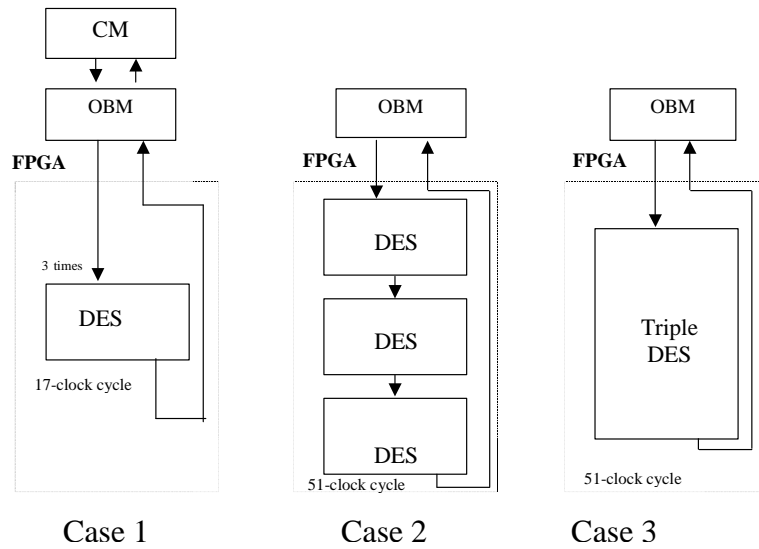 CM
OBM
FPGA
3 times
DES
17-clock cycle
Case 1
OBM
FPGA
DES
DES
DES
51-clock cycle
Case 2
OBM
FPGA
Triple
DES
51-clock cycle
Case 3